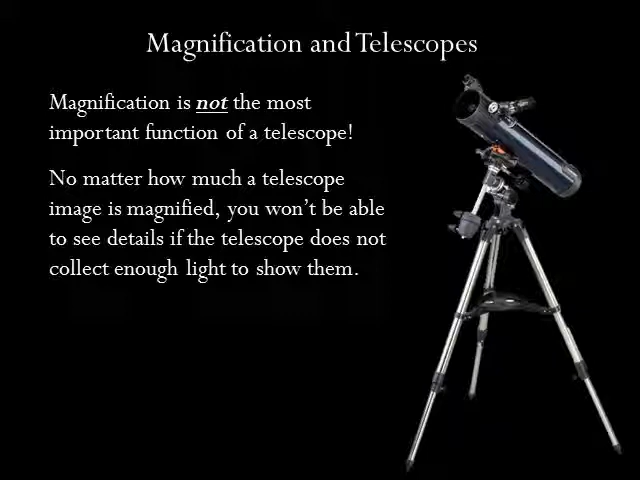 Magnification and Telescopes
Magnification is not the most
important function of a telescope!
No matter how much a telescope
image is magnified, you won't be able
to see details if the telescope does not
collect enough light to show them.